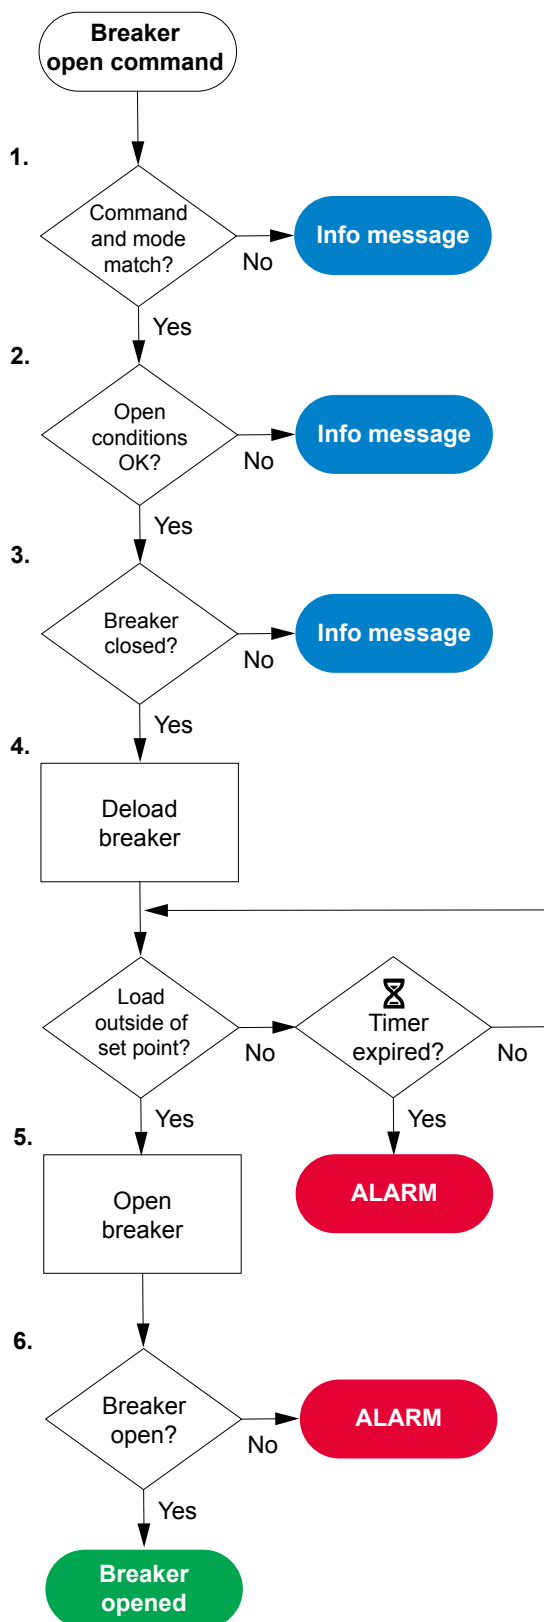 Breaker
open command
1.
Command
and mode
match?
No
Info message
Yes
2.
Open
conditions
OK?
No
Info message
Yes
3.
Breaker
closed?
No
Info message
Yes
4.
Deload
breaker
Load
outside of
set point?
No
Timer
expired?
No
Yes
Yes
ALARM
5.
Open
breaker
6.
Breaker
open?
No
ALARM
Yes
Breaker
opened